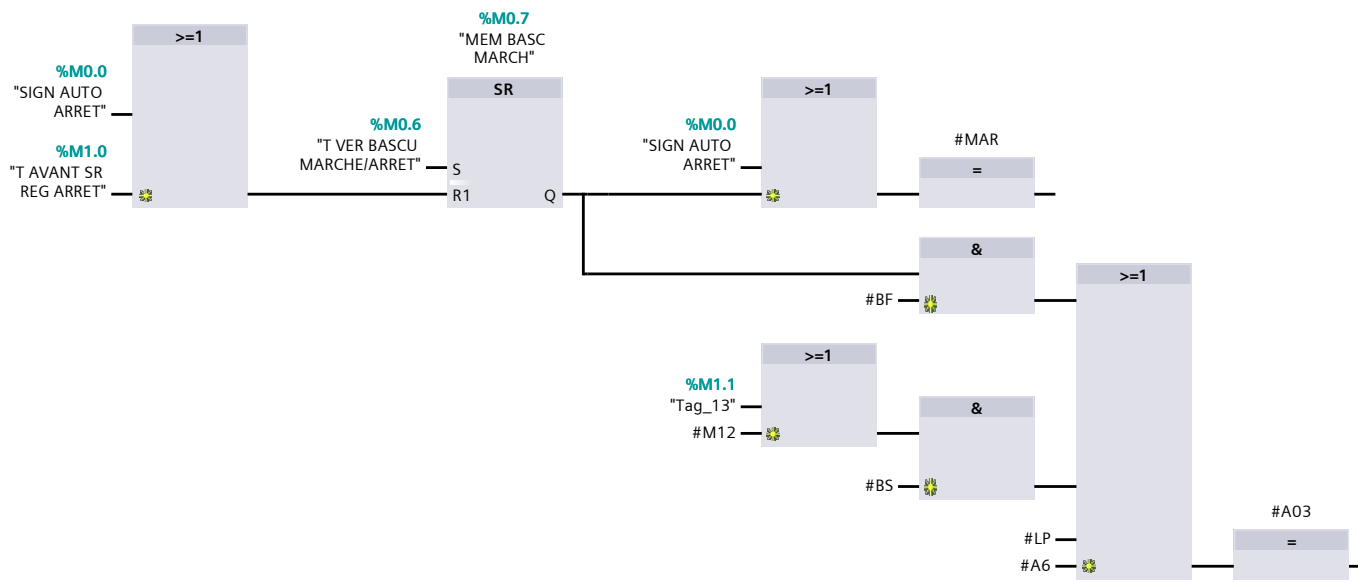 >=1
%M0.0
"SIGN AUTO
ARRET"
%M1.0
"T AVANT SR
REG ARRET"
%M0.7
"MEM BASC
MARCH"
SR
%M0.6
"T VER BASCU
MARCHE/ARRET"
S
R1
Q
>=1
%M0.0
"SIGN AUTO
ARRET"
#MAR
=
&
#BF
>=1
>=1
%M1.1
"Tag_13"
#M12
&
#BS
#LP
#A6
#A03
=